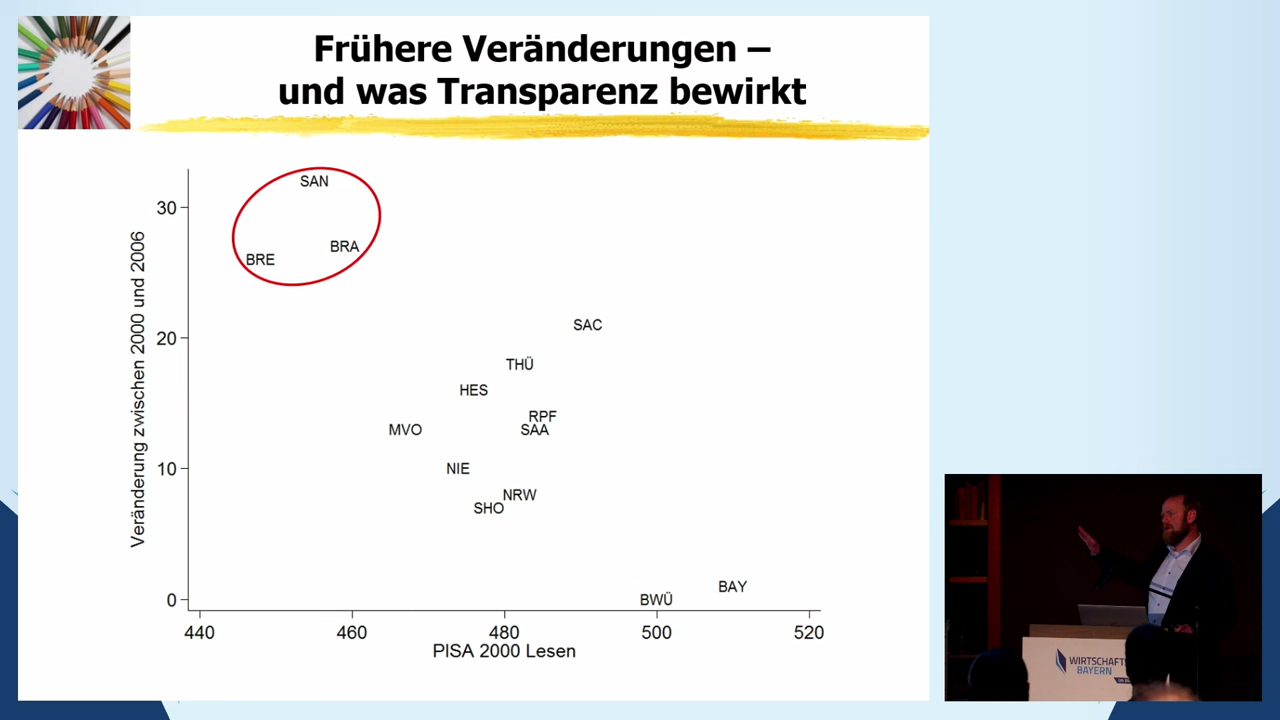 Frühere Veränderungen –
und was Transparenz bewirkt
Veränderung zwischen 2000 und 2006
30
20
10
0
SAN
BRA
BRE
SAC
THÜ
HES
RPF
MVO
SAA
NIE
NRW
SHO
BAY
BWÜ
440
460
480
500
520
PISA 2000 Lesen
BAYERN